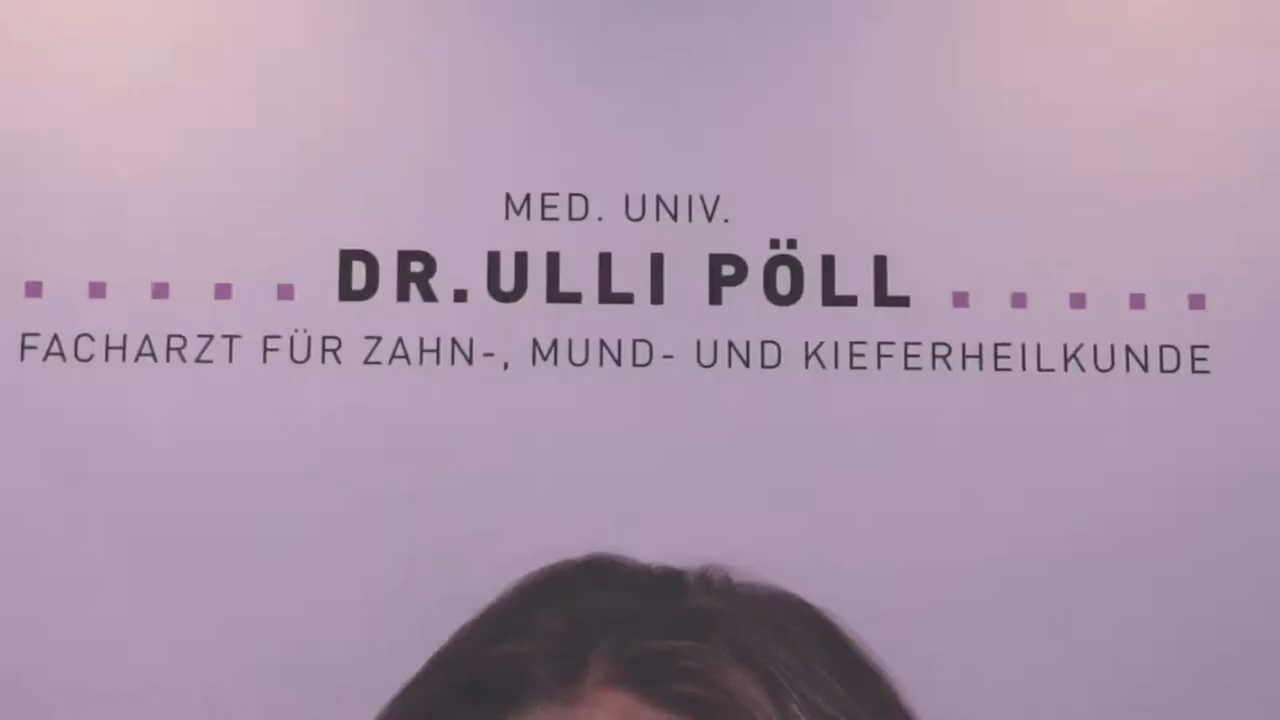 MED. UNIV.
DR.ULLI PÖLL
FACHARZT FÜR ZAHN-, MUND- UND KIEFERHEILKUNDE